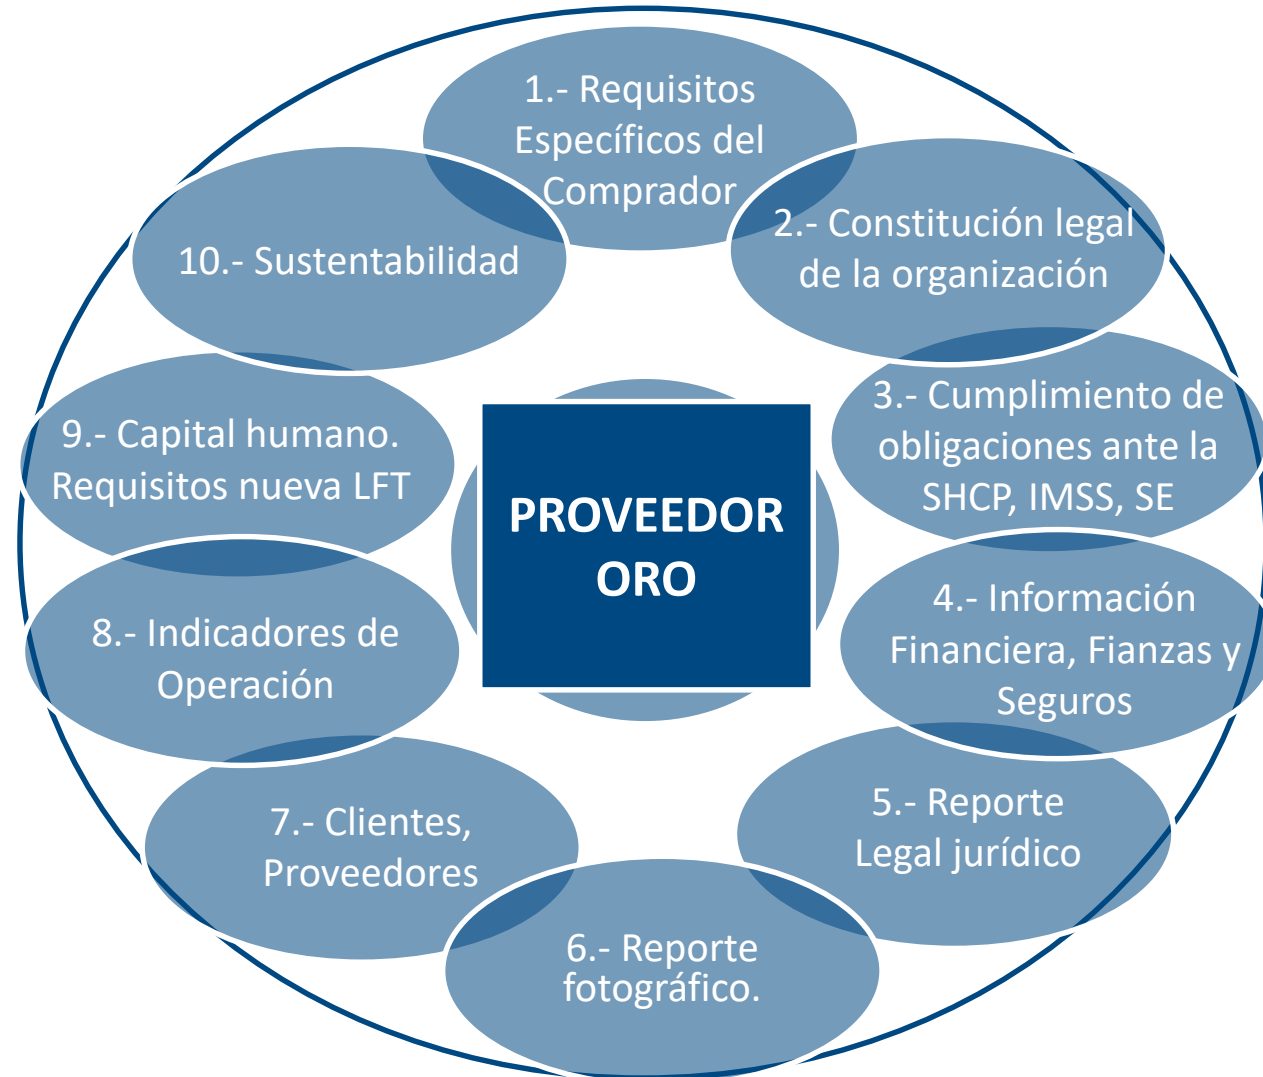 1.- Requisitos
Específicos del
Comprador
2.- Constitución legal
de la organización
3.- Cumplimiento de
obligaciones ante la
SHCP, IMSS, SE
4.- Información
Financiera, Fianzas y
Seguros
5.- Reporte
Legal jurídico
6.- Reporte
fotográfico.
7.- Clientes,
Proveedores
8.- Indicadores de
Operación
9.- Capital humano.
Requisitos nueva LFT
10.- Sustentabilidad
PROVEEDOR
ORO